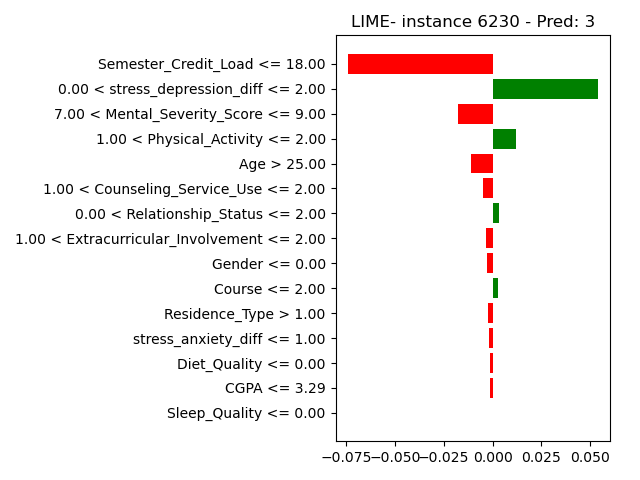 LIME- instance 6230 - Pred: 3
Semester_Credit_Load <= 18.00
0.00 < stress_depression_diff <= 2.00
7.00 < Mental_Severity_Score <= 9.00
1.00 < Physical_Activity <= 2.00
Age > 25.00
1.00 < Counseling_Service_Use <= 2.00
0.00 < Relationship_Status <= 2.00
1.00 < Extracurricular_Involvement <= 2.00
Gender <= 0.00
Course <= 2.00
Residence_Type > 1.00
stress_anxiety_diff <= 1.00
Diet_Quality <= 0.00
CGPA <= 3.29
Sleep_Quality <= 0.00
−0.075 −0.050 −0.025 0.000 0.025 0.050